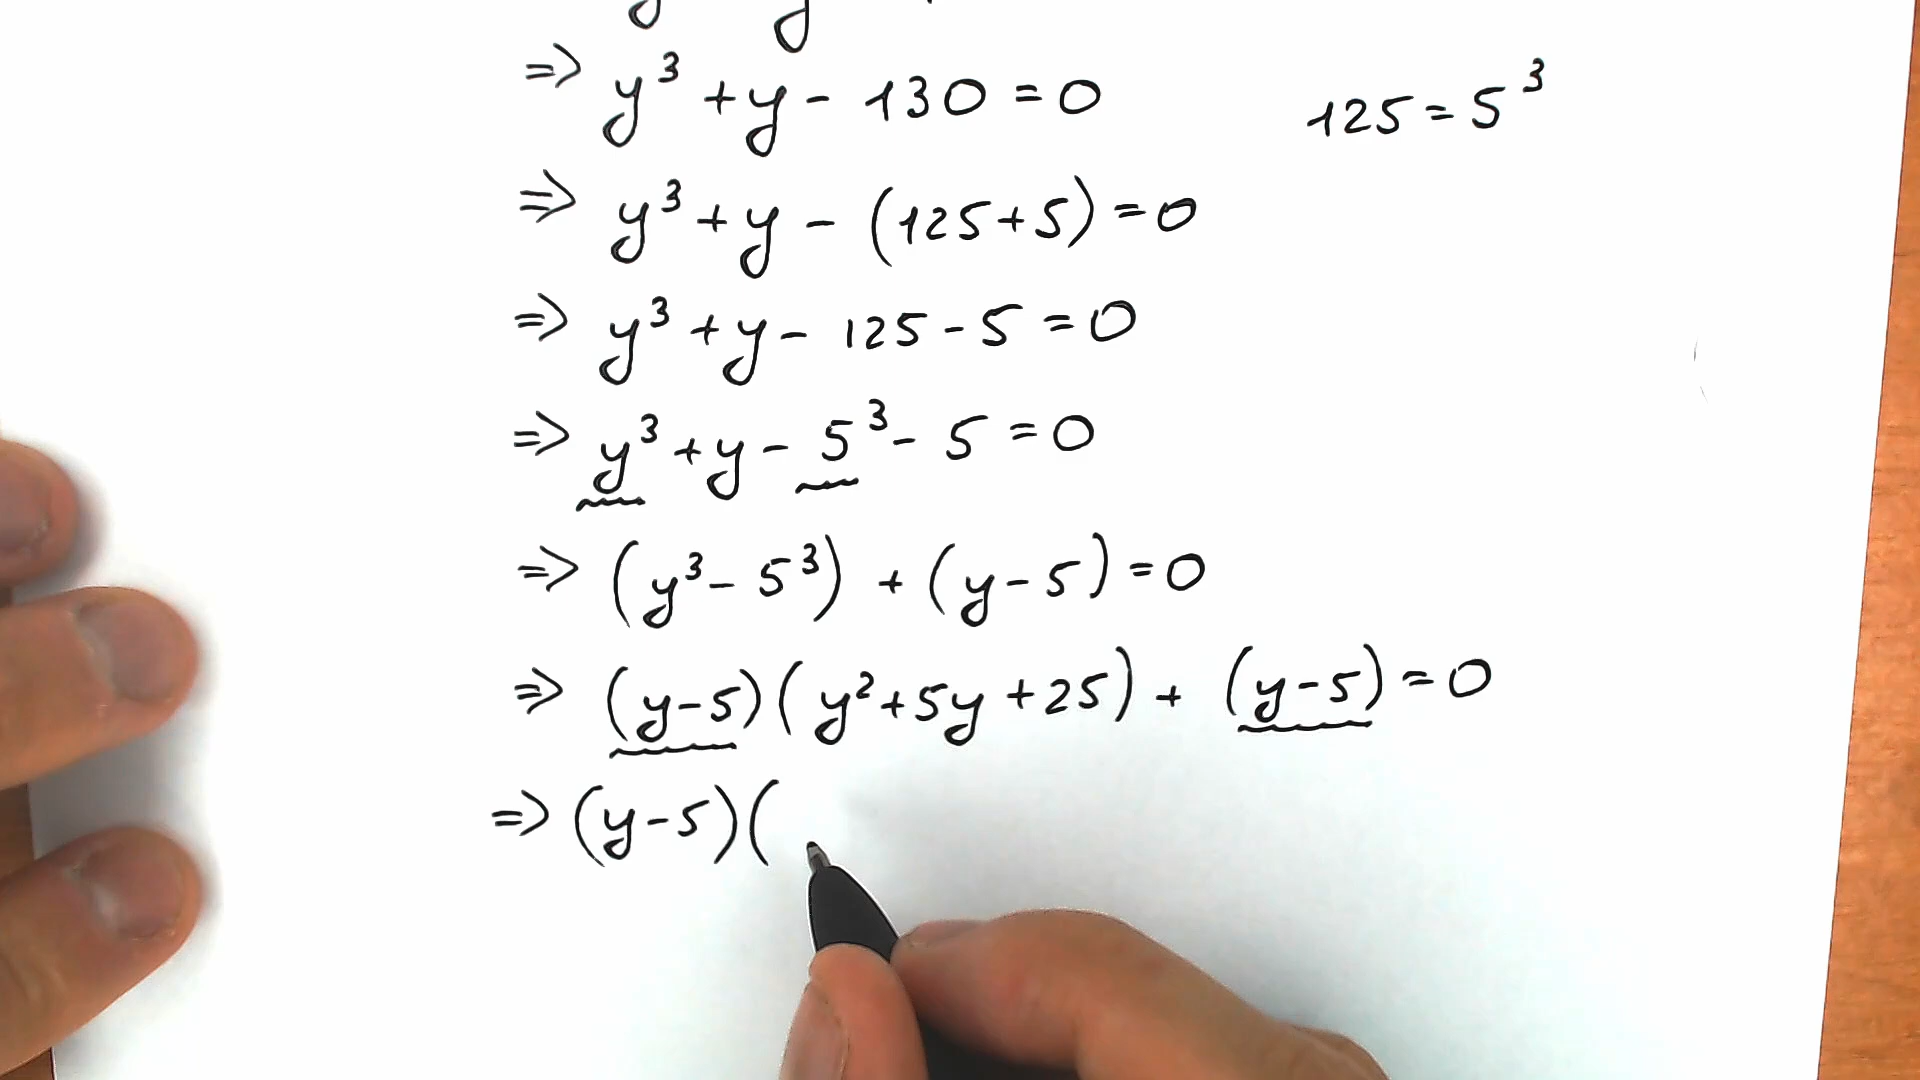 ⇒ y³ + y - 130 = 0
125 = 5³
⇒ y³ + y - (125 + 5) = 0
⇒ y³ + y - 125 - 5 = 0
⇒ y³ + y - 5³ - 5 = 0
⇒ (y³ - 5³) + (y - 5) = 0
⇒ (y - 5)(y² + 5y + 25) + (y - 5) = 0
⇒ (y - 5)(